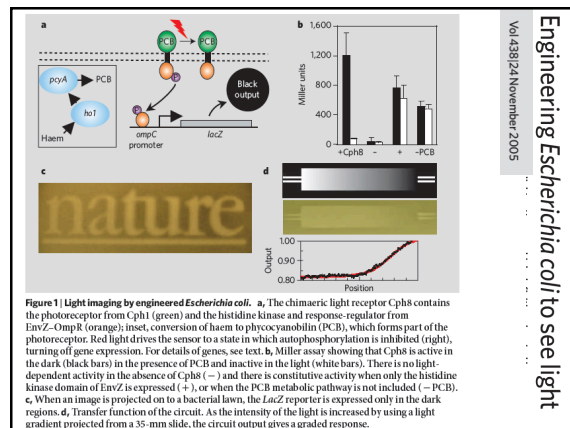 a
PCB
PCB
b
1,600
1,200
800
400
0
Miller units
+Cph8
–
+
–PCB
pcyA
PCB
ho1
Haem
P
P
Black
output
ompC
promoter
lacZ
c
nature
d
Output
1.00
0.90
0.80
Position
Figure 1 | Light imaging by engineered Escherichia coli. a, The chimaeric light receptor Cph8 contains
the photoreceptor from Cph1 (green) and the histidine kinase and response-regulator from
EnvZ–OmpR (orange); inset, conversion of haem to phycocyanobilin (PCB), which forms part of the
photoreceptor. Red light drives the sensor to a state in which autophosphorylation is inhibited (right),
turning off gene expression. For details of genes, see text. b, Miller assay showing that Cph8 is active in
the dark (black bars) in the presence of PCB and inactive in the light (white bars). There is no light-
dependent activity in the absence of Cph8 (–) and there is constitutive activity when only the histidine
kinase domain of EnvZ is expressed (+), or when the PCB metabolic pathway is not included (–PCB).
c, When an image is projected on to a bacterial lawn, the LacZ reporter is expressed only in the dark
regions. d, Transfer function of the circuit. As the intensity of the light is increased by using a light
gradient projected from a 35-mm slide, the circuit output gives a graded response.
Engineering Escherichia coli to see light
Vol 438|24 November 2005